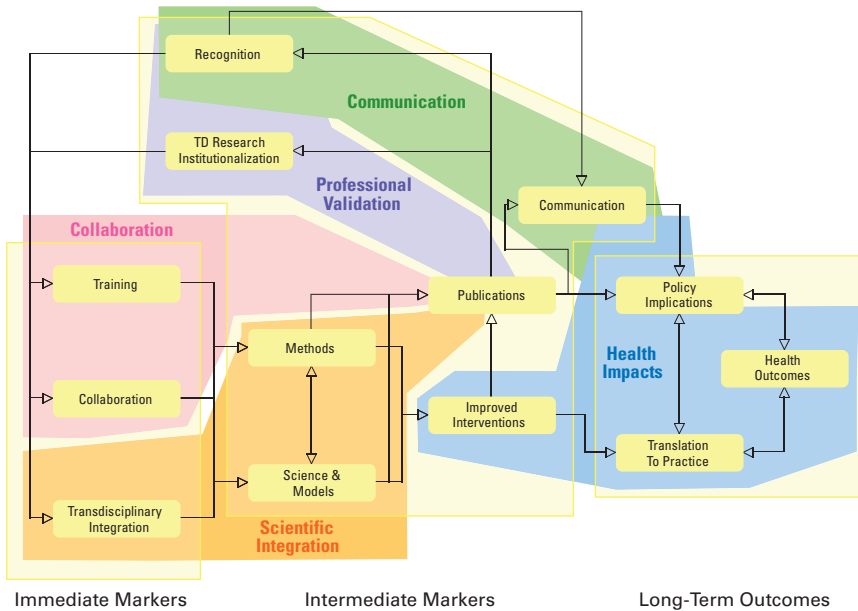 Recognition
Communication
TD Research
Institutionalization
Professional
Validation
Communication
Collaboration
Training
Publications
Policy
Implications
Methods
Health
Impacts
Health
Outcomes
Collaboration
Improved
Interventions
Translation
To Practice
Science &
Models
Transdisciplinary
Integration
Scientific
Integration
Immediate Markers
Intermediate Markers
Long-Term Outcomes